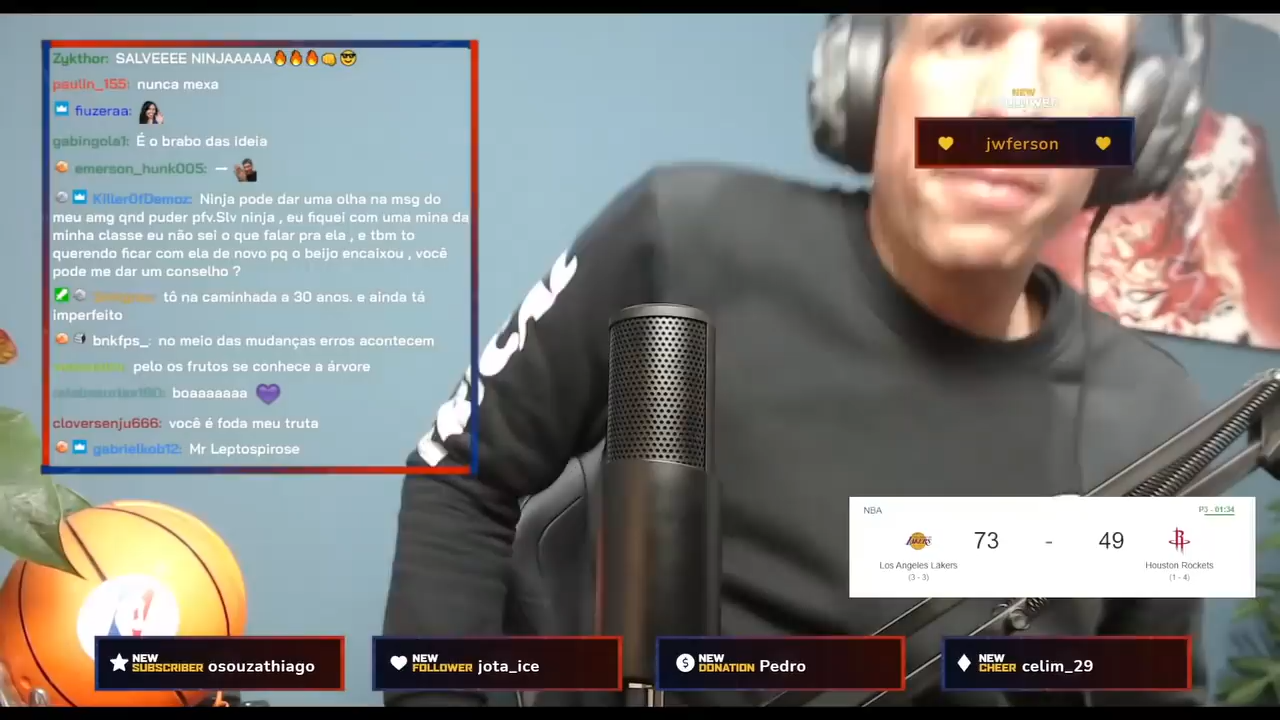 Zykthor: SALVEEEE NINJAAAAA🔥🔥🔥👊😎
paulin_155: nunca mexa
fiuzeraa:
gabingola1: É o brabo das ideia
emerson_hunk005: —
KillerOfDemoz: Ninja pode dar uma olha na msg do
meu amg qnd puder pfv.Slv ninja , eu fiquei com uma mina da
minha classe eu não sei o que falar pra ela , e tbm to
querendo ficar com ela de novo pq o beijo encaixou , você
pode me dar um conselho ?
tô na caminhada a 30 anos. e ainda tá
imperfeito
bnkfps_: no meio das mudanças erros acontecem
pelo os frutos se conhece a árvore
boaaaaaa 💜
cloversenju666: você é foda meu truta
gabrielkob12: Mr Leptospirose
NEW
jwferson
NBA
P3 - 01:34
LAKERS
73 - 49
Los Angeles Lakers
(3 - 3)
Houston Rockets
(1 - 4)
NEW
SUBSCRIBER osouzathiago
NEW
FOLLOWER jota_ice
NEW
DONATION Pedro
NEW
CHEER celim_29